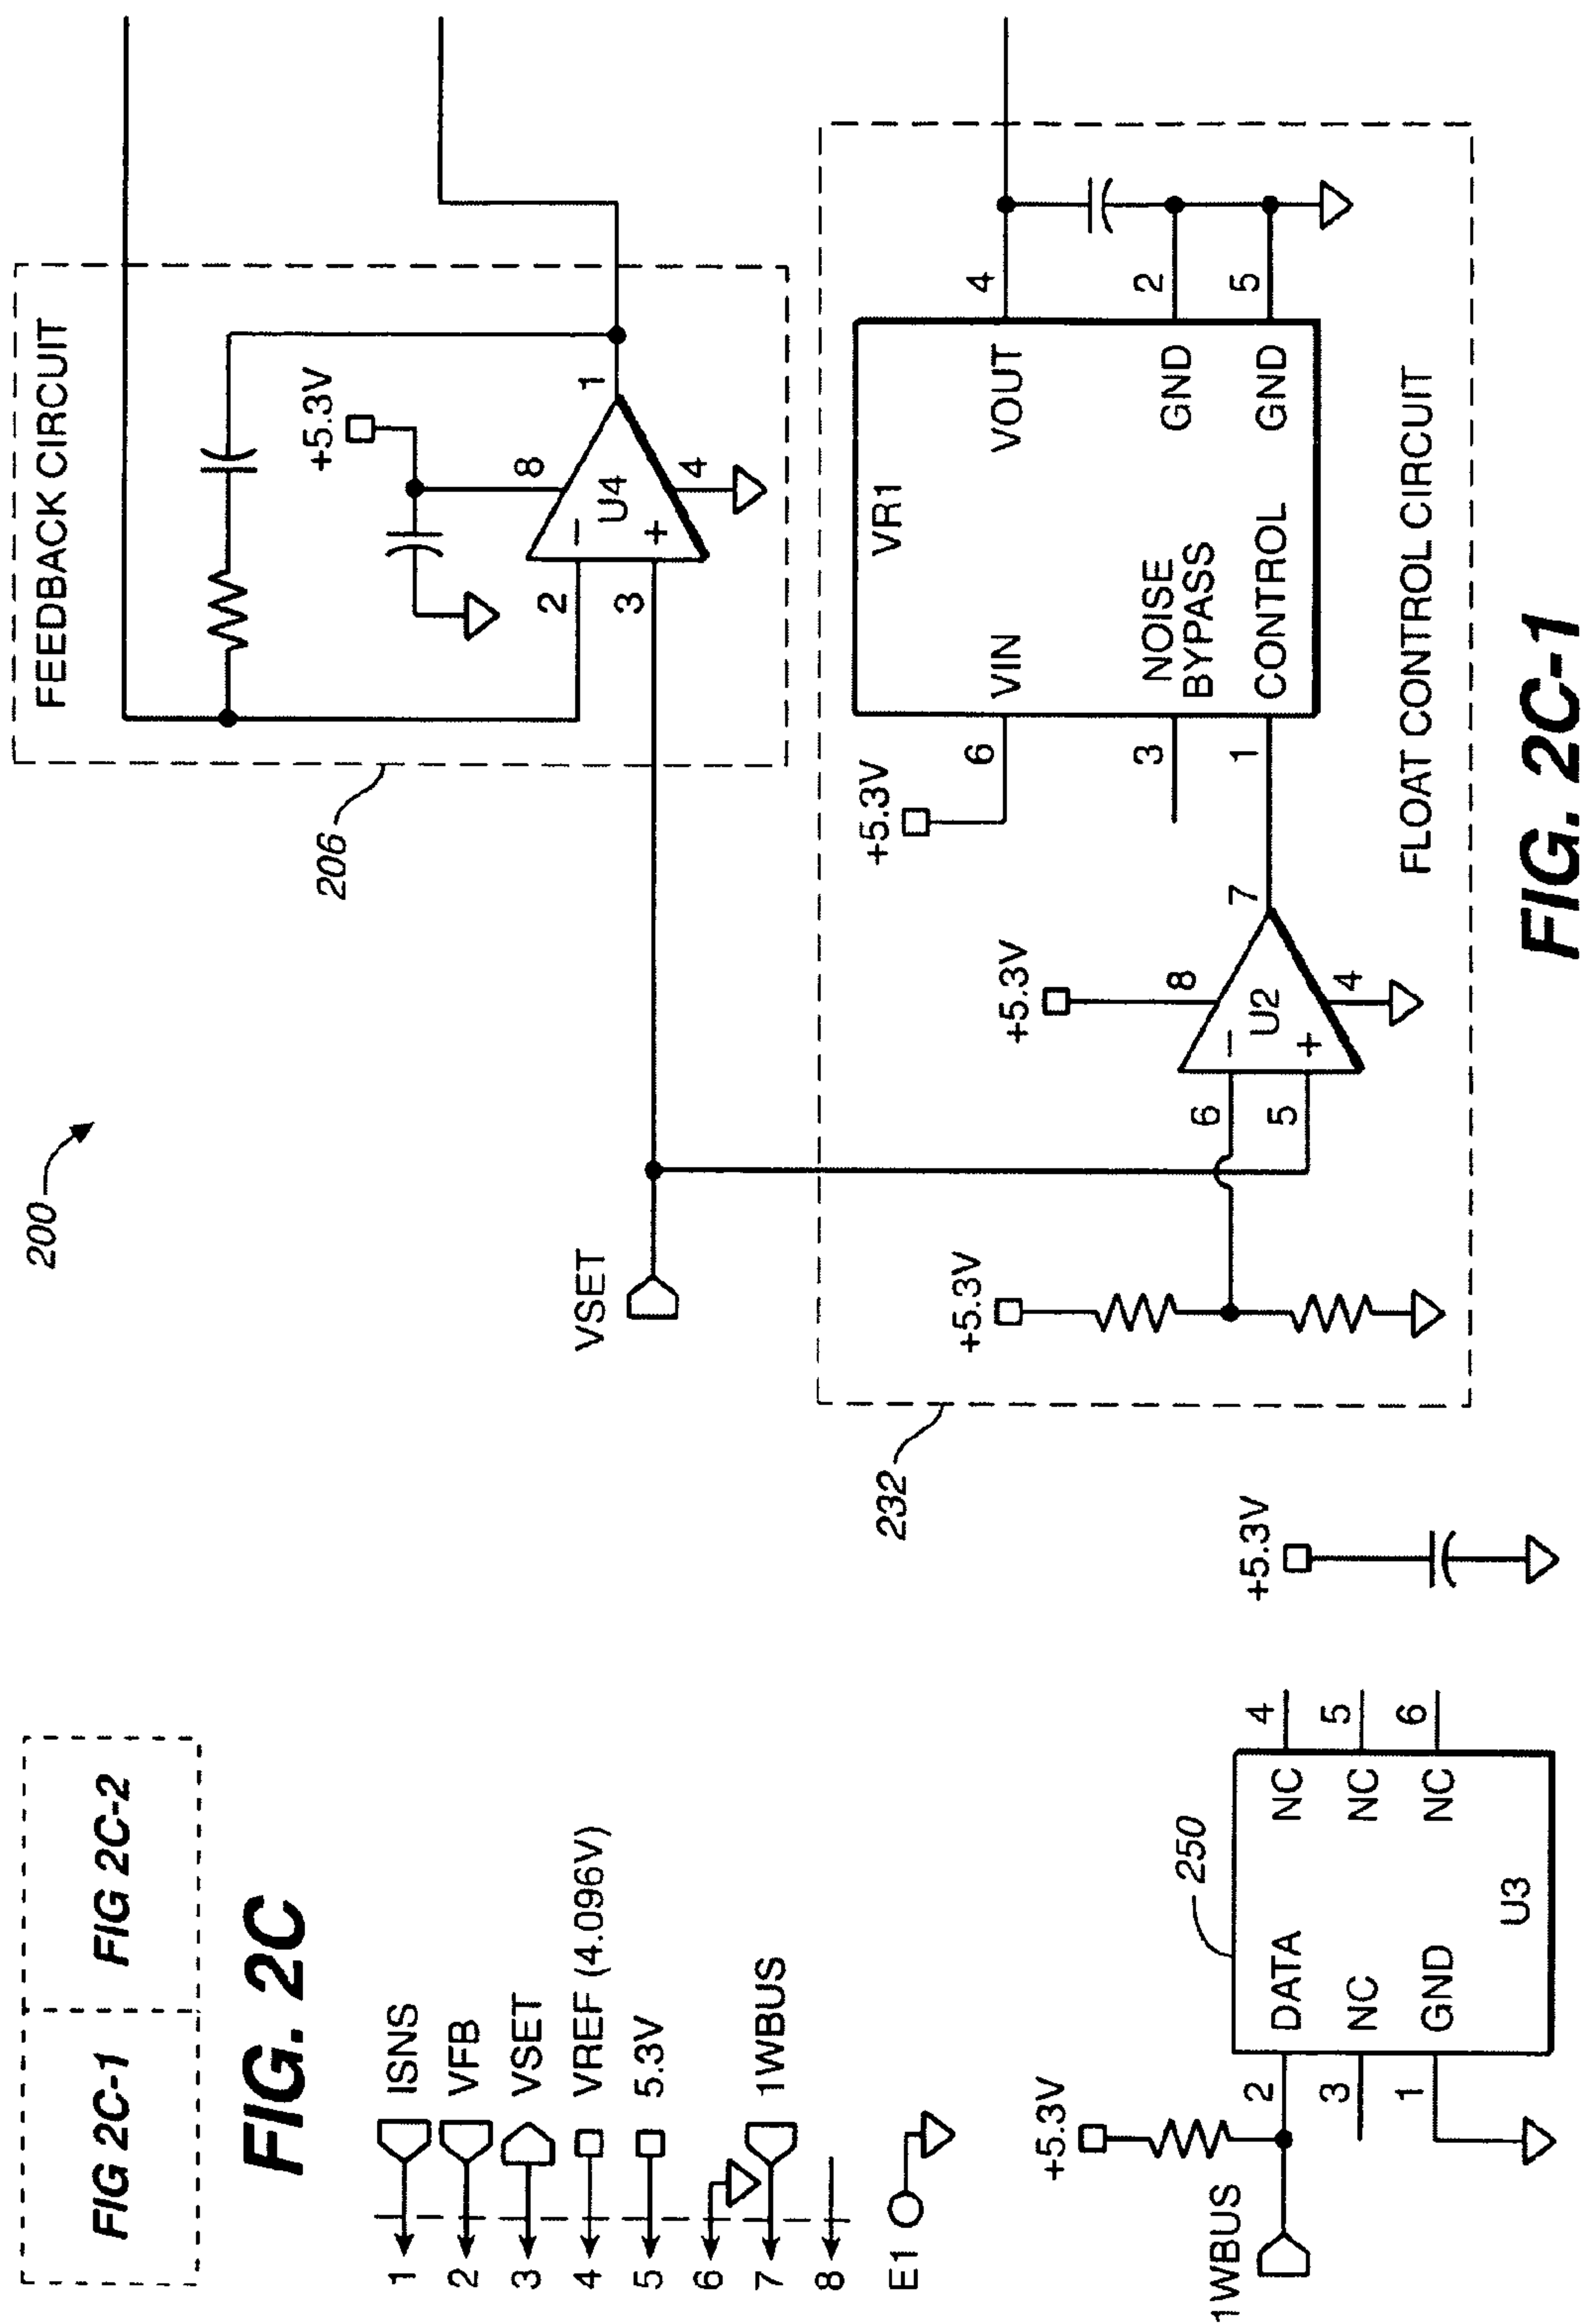 FIG 2C-1 FIG 2C-2
FIG. 2C
1 ISNS
2 VFB
3 VSET
4 VREF (4.096V)
5 5.3V
6
7 1WBUS
8
E1
1WBUS
+5.3V
250
2 DATA
3 NC
1 GND
NC 4
NC 5
NC 6
U3
+5.3V
200
206
FEEDBACK CIRCUIT
+5.3V
8
2 −
U4
1
3 +
4
VSET
232
+5.3V
+5.3V
8
6 −
U2
7
5 +
4
+5.3V
VR1
6 VIN
VOUT 4
3 NOISE
BYPASS
GND 2
1 CONTROL
GND 5
FLOAT CONTROL CIRCUIT
FIG. 2C-1